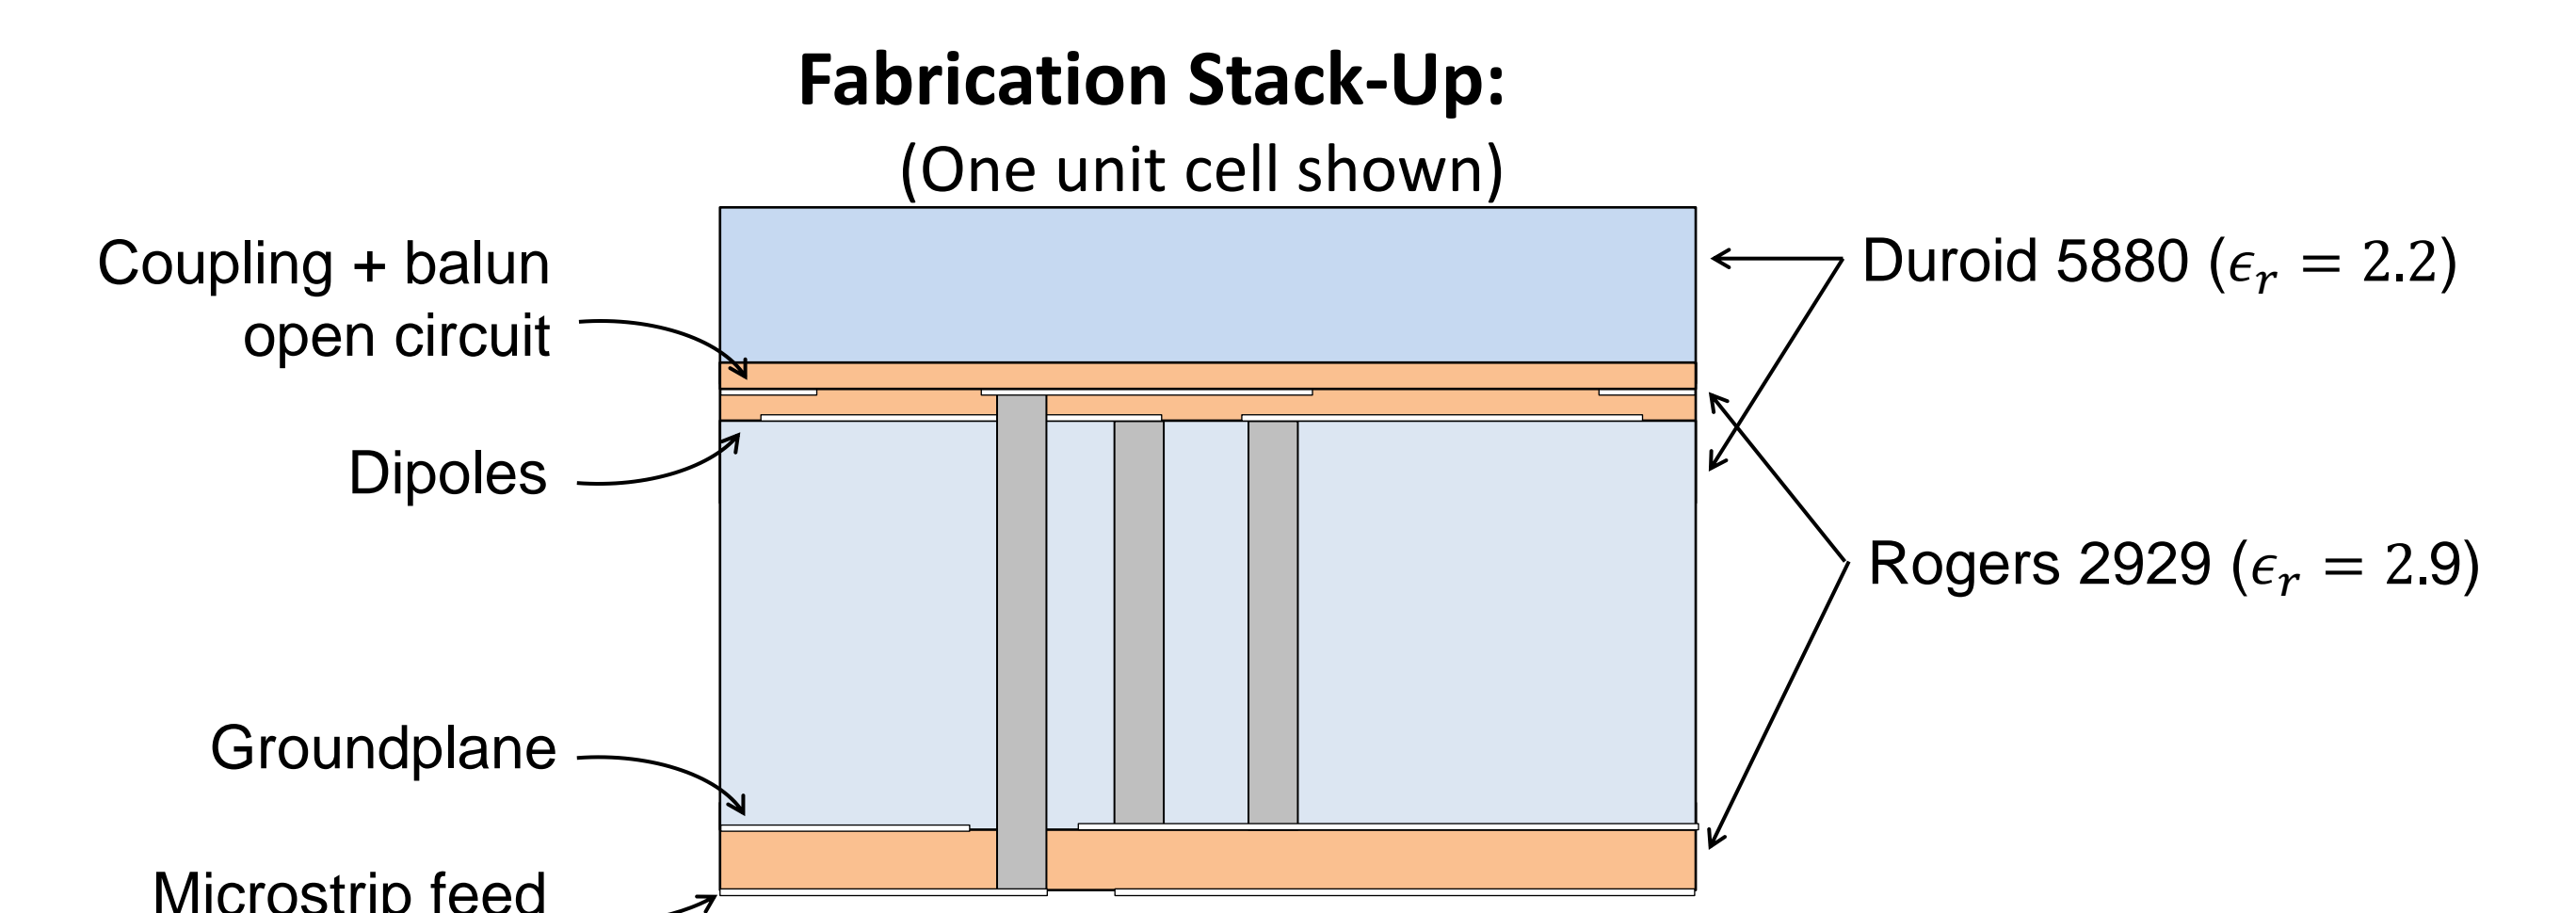 Fabrication Stack-Up:
(One unit cell shown)
Coupling + balun
open circuit
Dipoles
Groundplane
Microstrip feed
Duroid 5880 (𝜖ᵣ = 2.2)
Rogers 2929 (𝜖ᵣ = 2.9)